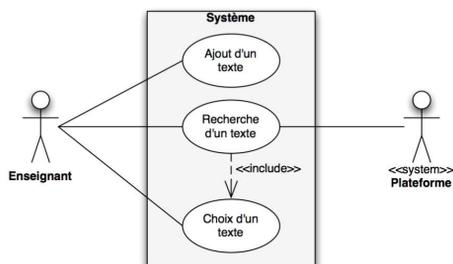 Système
Ajout d'un
texte
Recherche
d'un texte
<<include>>
Enseignant
<<system>>
Plateforme
Choix d'un
texte